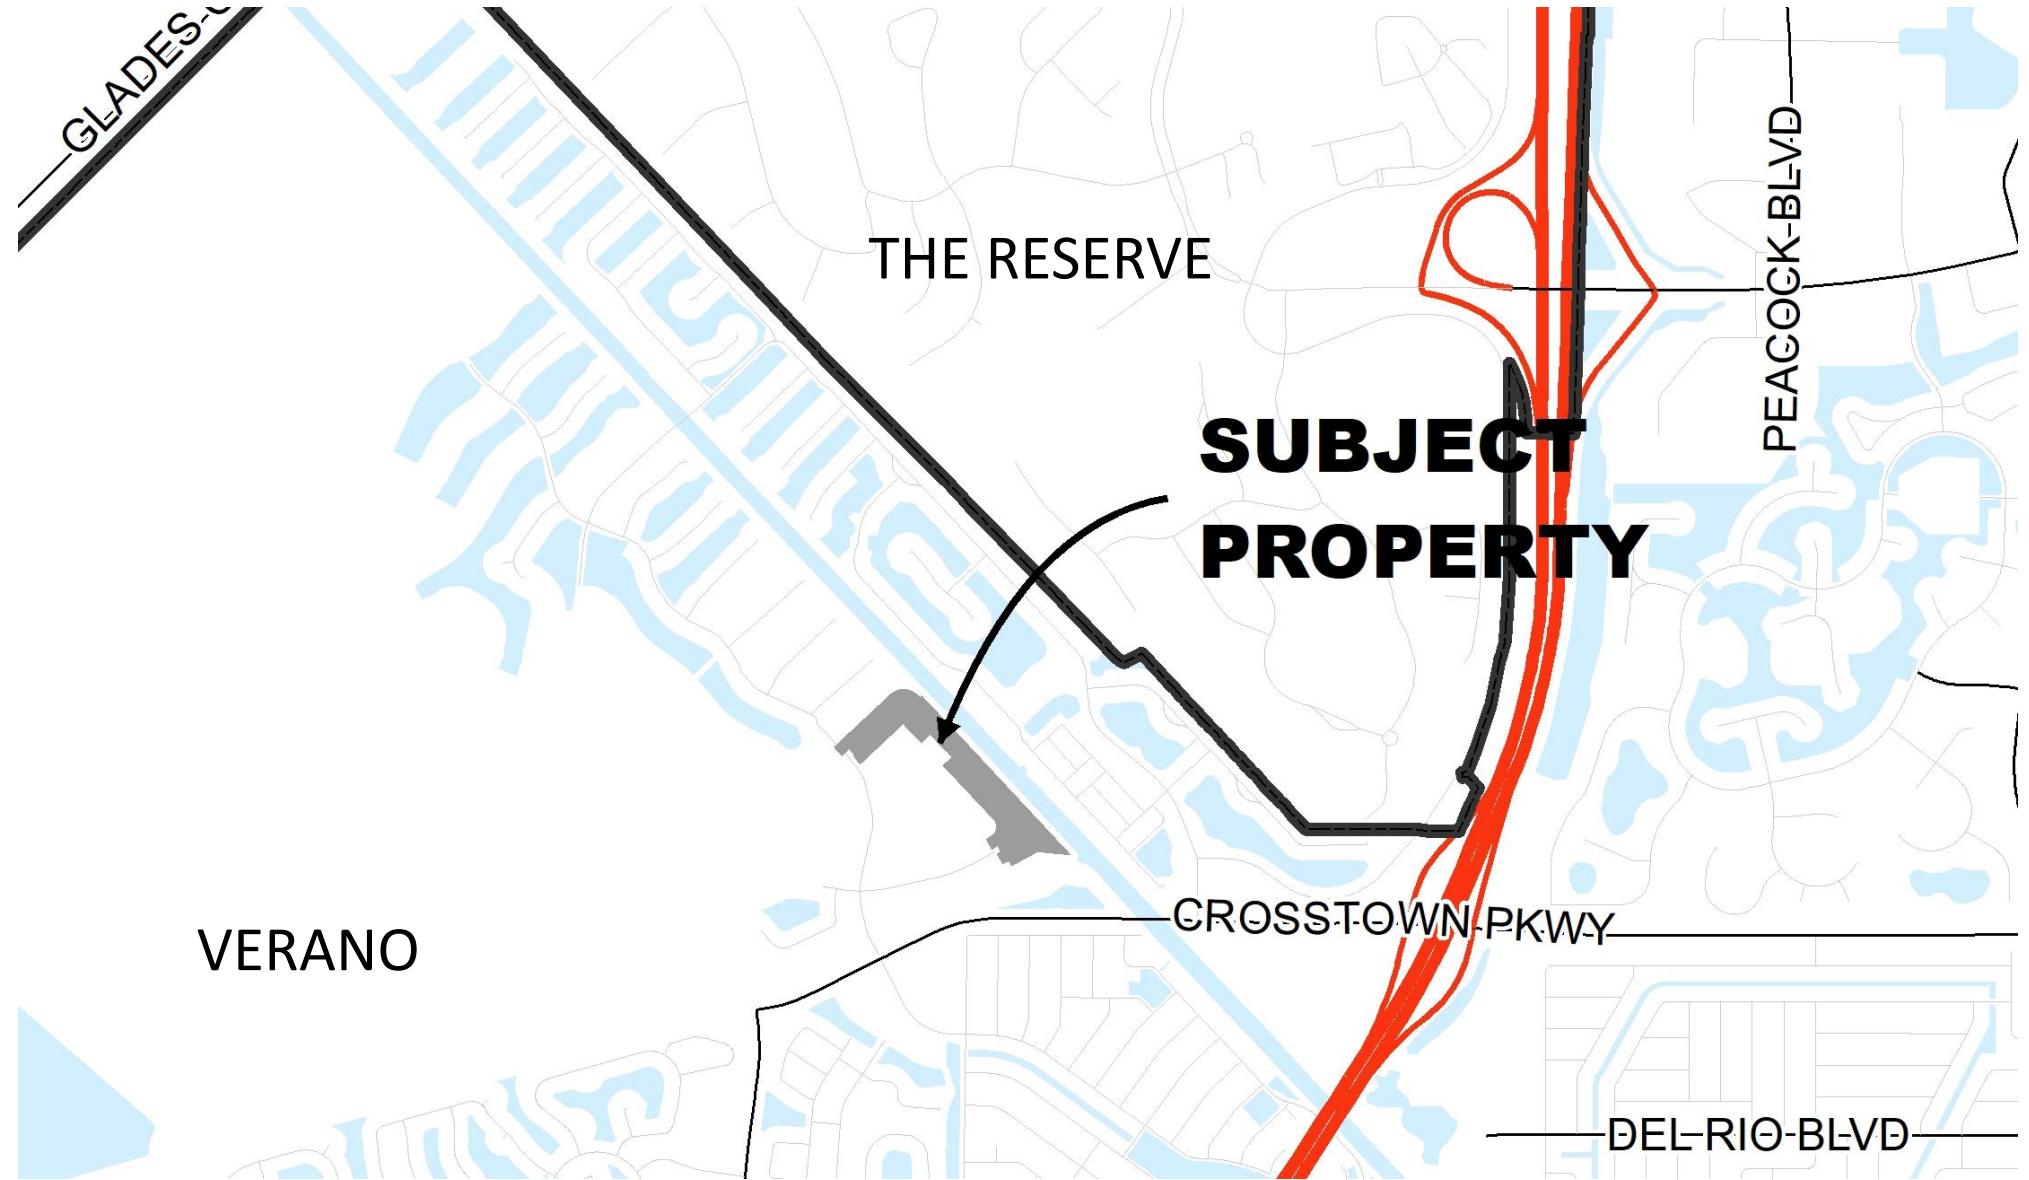 GLADES-C
THE RESERVE
PEACOCK BLVD
SUBJECT
PROPERTY
CROSSTOWN PKWY
VERANO
DEL RIO BLVD